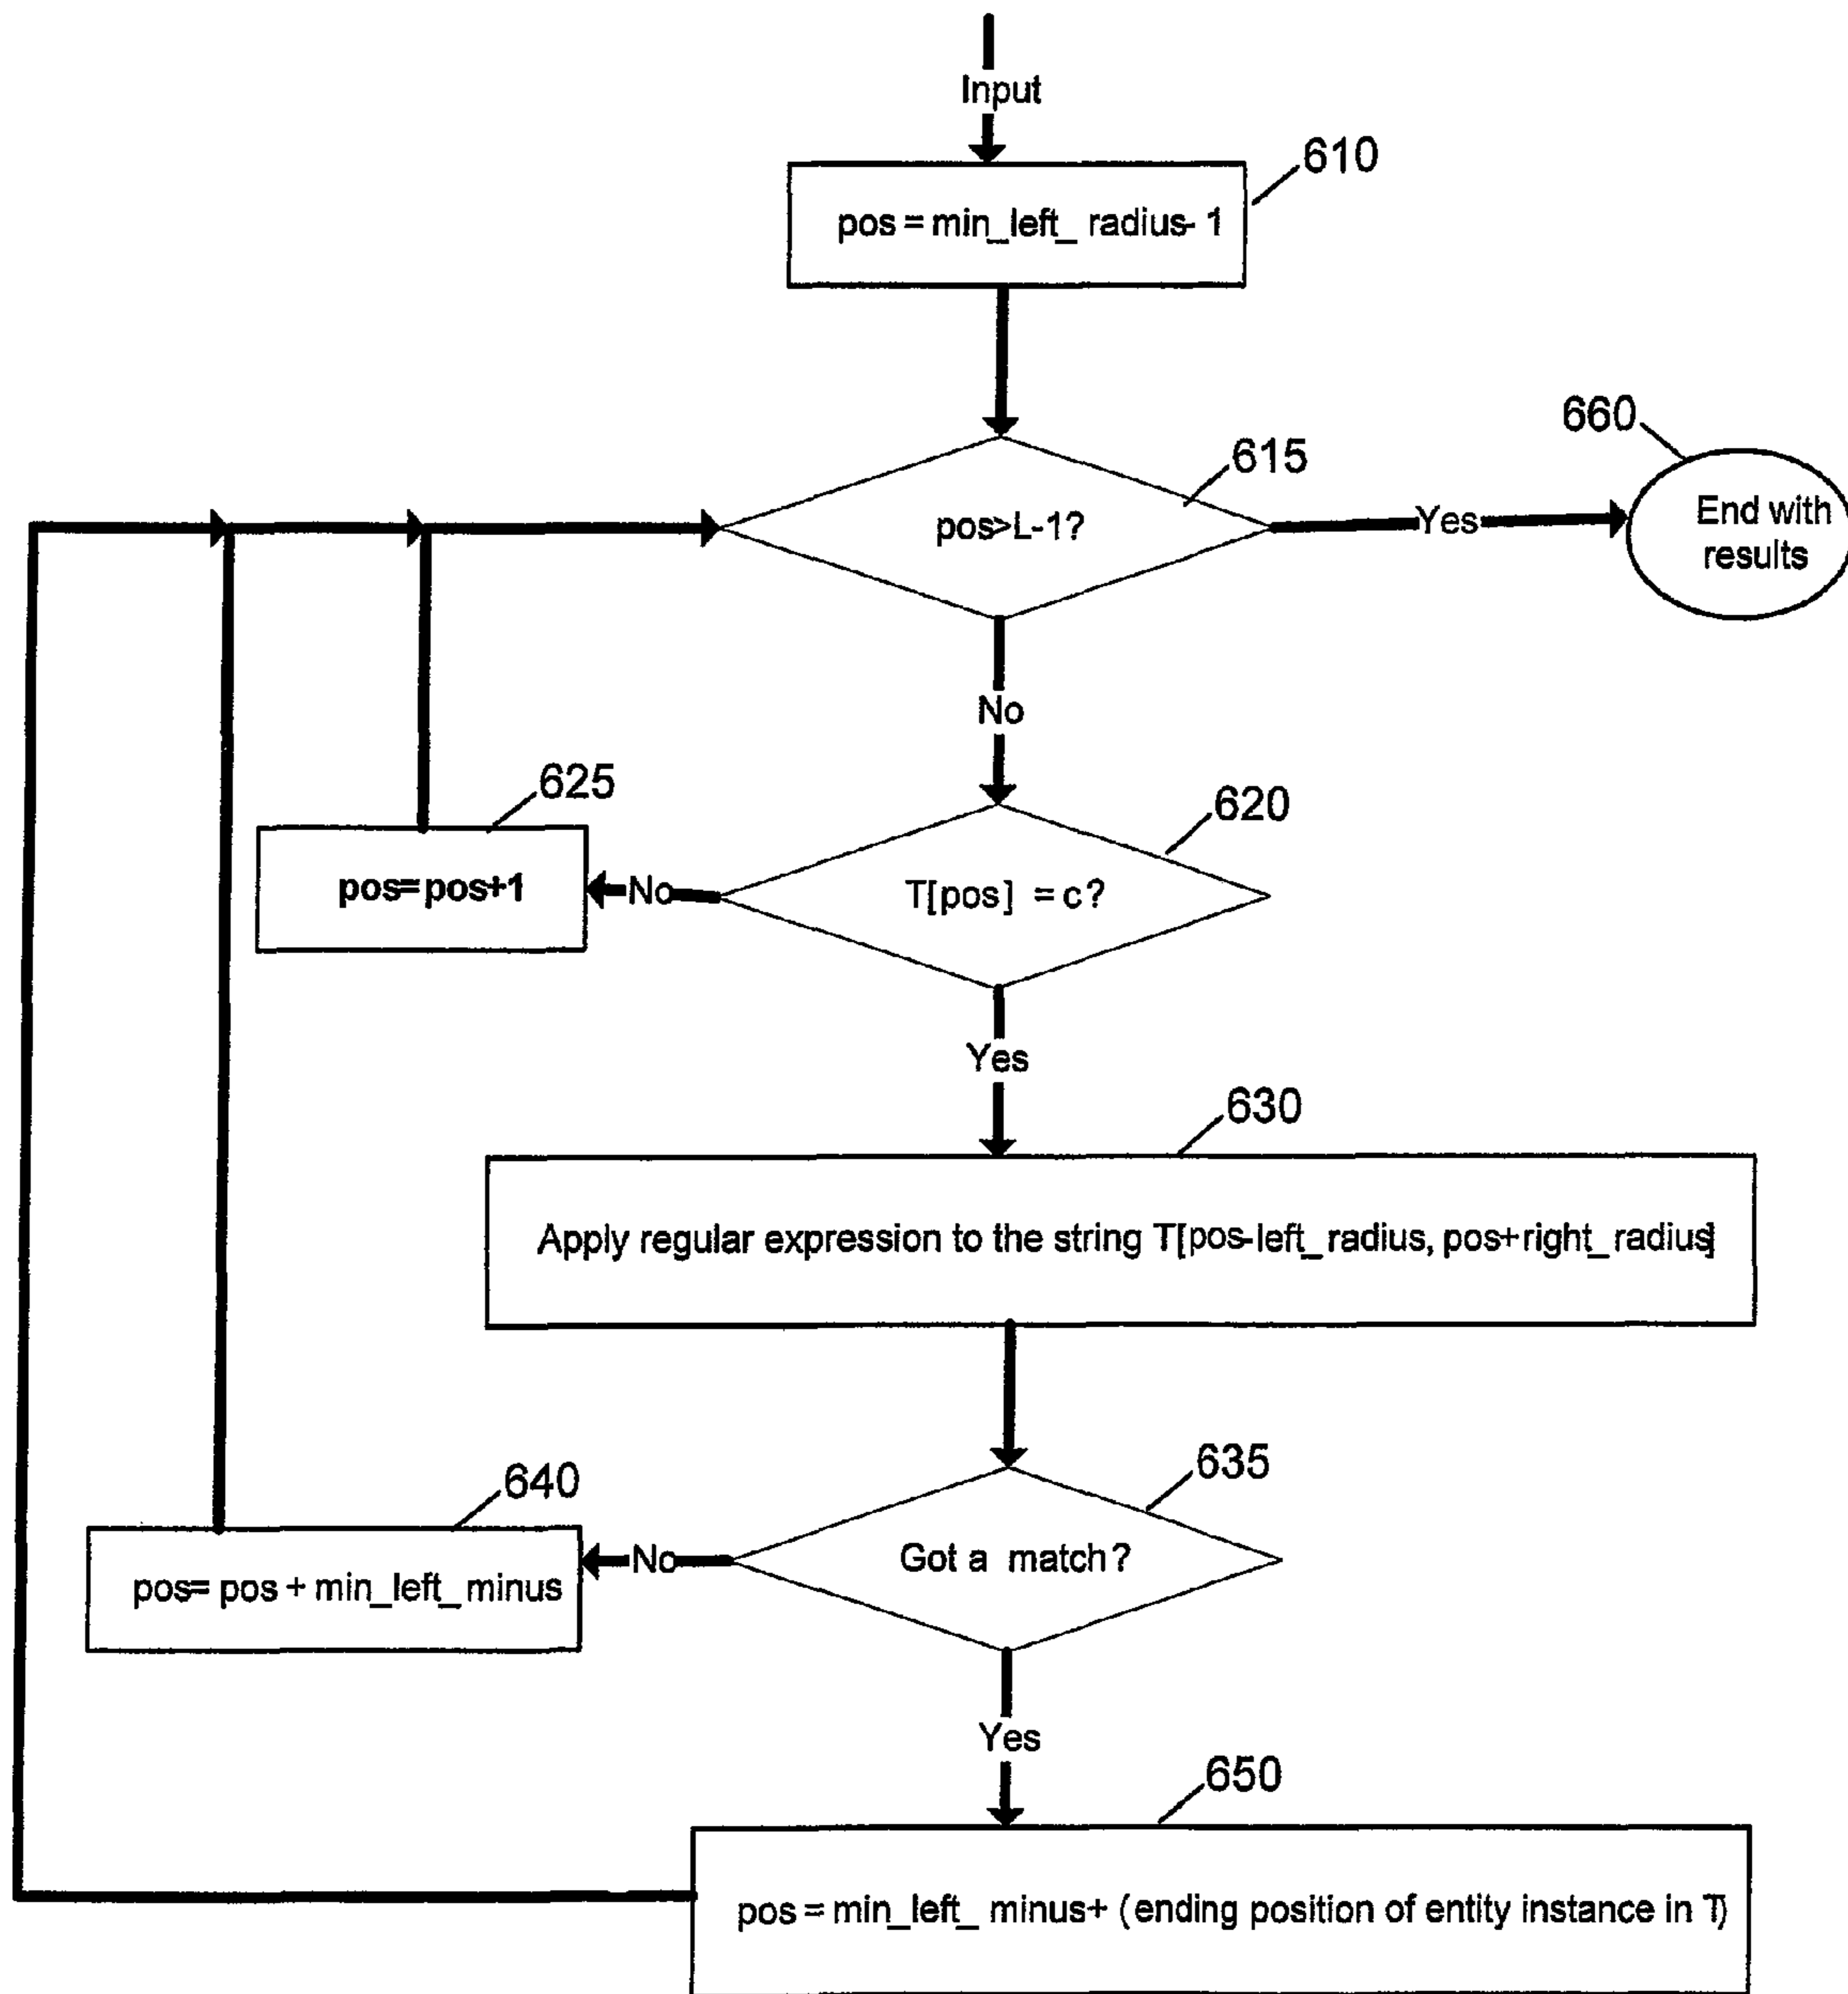 Input
610
pos = min_left_ radius- 1
615
pos>L-1?
Yes
660
End with
results
No
625
pos=pos+1
No
620
T[pos] = c?
Yes
630
Apply regular expression to the string T[pos-left_radius, pos+right_radius]
635
Got a match?
No
640
pos= pos + min_left_minus
Yes
650
pos = min_left_ minus+ (ending position of entity instance in T)